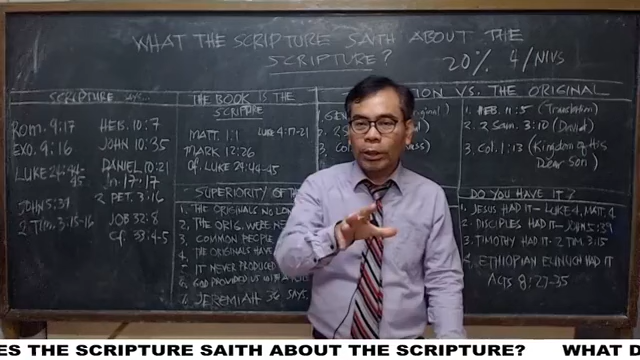 WHAT THE SCRIPTURE SAITH ABOUT THE
SCRIPTURE?
20% 4/NIVS
SCRIPTURE SAYS...
ROM. 9:17
EXO. 9:16
LUKE 24:44-
45
JOHN 5:39
2 TIM. 3:15-16
HEB. 10:7
JOHN 10:35
DANIEL 10:21
Jn. 17:17
2 PET. 3:16
JOB 32:8
Cf. 33:4-5
THE BOOK IS THE
SCRIPTURE
MATT. 1:1
LUKE 4:17-21
MARK 12:26
Cf. LUKE 24:44-45
SUPERIORITY OF
1. THE ORIGINALS NO
2. THE ORIG. WERE
3. COMMON PEOPLE
4. THE ORIGINALS HAVE
5. IT NEVER PRODUCED
6. GOD PROVIDED US WITH A
7. JEREMIAH 36 SAYS
ION VS. THE ORIGINAL
2.
3. Col.
1. HEB. 11:5 (Translation)
2. 2 Sam. 3:10 (David)
3. Col. 1:13 (Kingdom of His
Dear Son)
DO YOU HAVE IT?
1. JESUS HAD IT - LUKE 4, MATT. 4
2. DISCIPLES HAD IT - JOHN 5:39
3. TIMOTHY HAD IT - 2 TIM. 3:15
4. ETHIOPIAN EUNUCH HAD IT
ACTS 8:27-35
ES THE SCRIPTURE SAITH ABOUT THE SCRIPTURE? WHAT